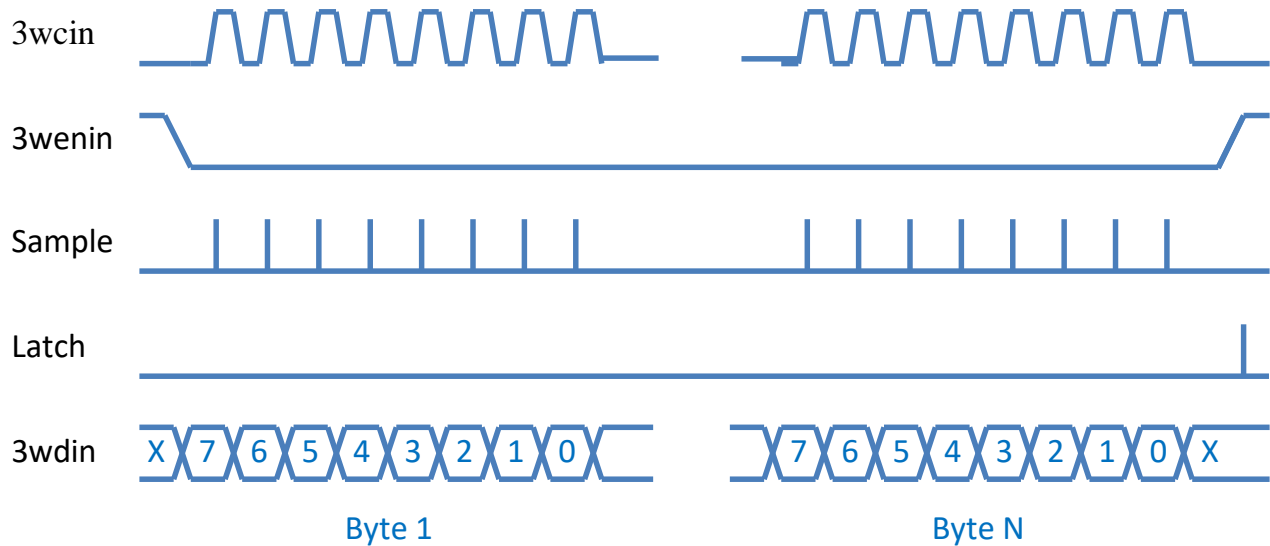 3wcin
3wenin
Sample
Latch
3wdin X 7 6 5 4 3 2 1 0 7 6 5 4 3 2 1 0 X
Byte 1 Byte N